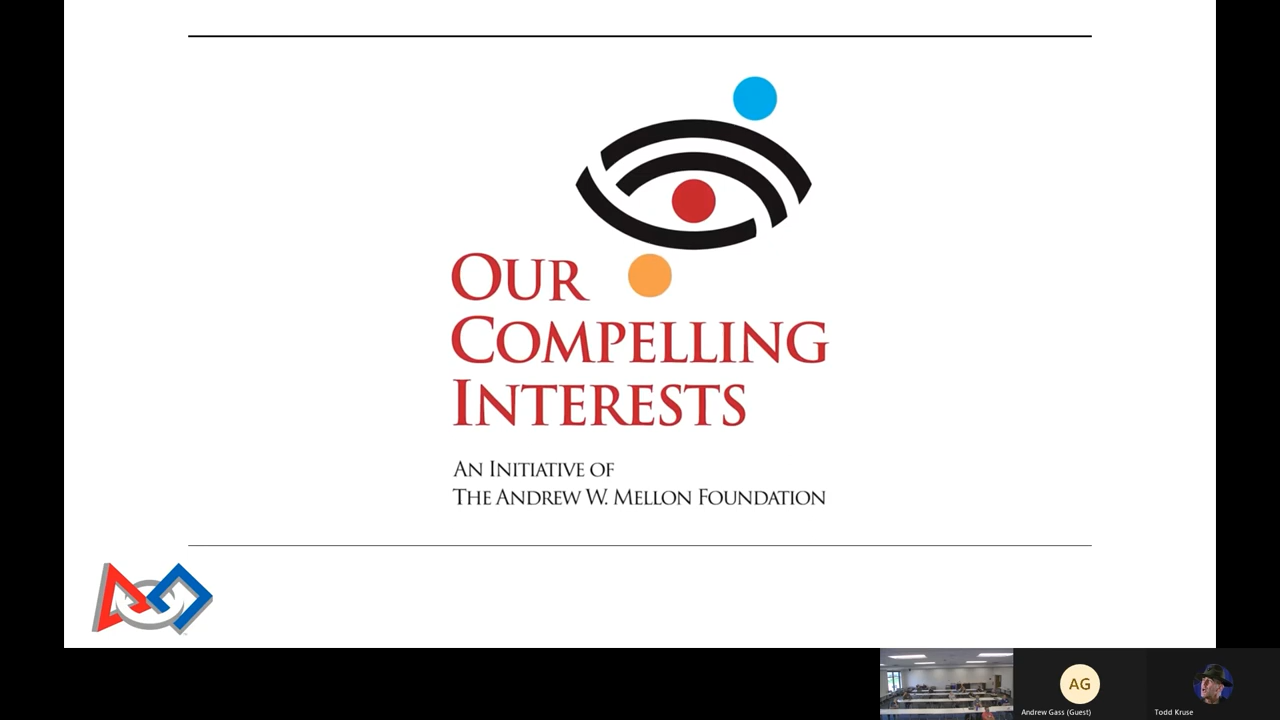 OUR
COMPELLING
INTERESTS
AN INITIATIVE OF
THE ANDREW W. MELLON FOUNDATION
AG
Andrew Gass (Guest)
Todd Kruse